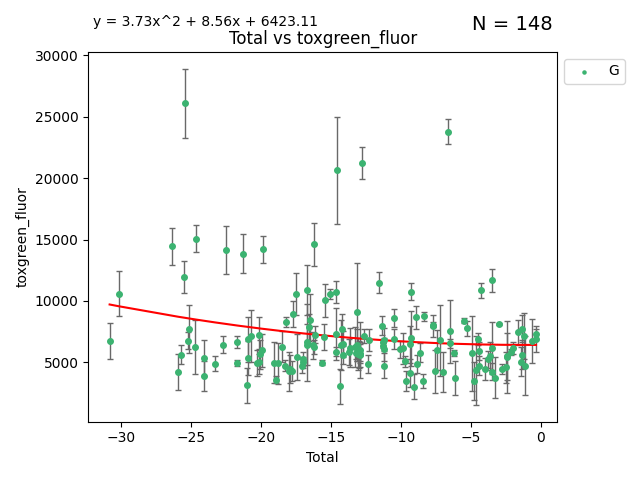 y = 3.73x^2 + 8.56x + 6423.11
N = 148
Total vs toxgreen_fluor
G
toxgreen_fluor
30000
25000
20000
15000
10000
5000
−30 −25 −20 −15 −10 −5 0
Total